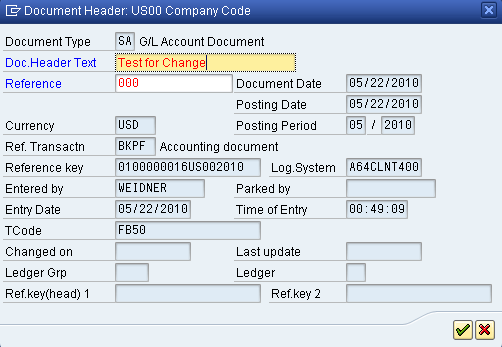 Document Header: US00 Company Code
Document Type SA G/L Account Document
Doc.Header Text Test for Change
Reference 000 Document Date 05/22/2010
Posting Date 05/22/2010
Currency USD Posting Period 05 / 2010
Ref. Transactn BKPF Accounting document
Reference key 0100000016US002010 Log.System A64CLNT400
Entered by WEIDNER Parked by
Entry Date 05/22/2010 Time of Entry 00:49:09
TCode FB50
Changed on Last update
Ledger Grp Ledger
Ref.key(head) 1 Ref.key 2